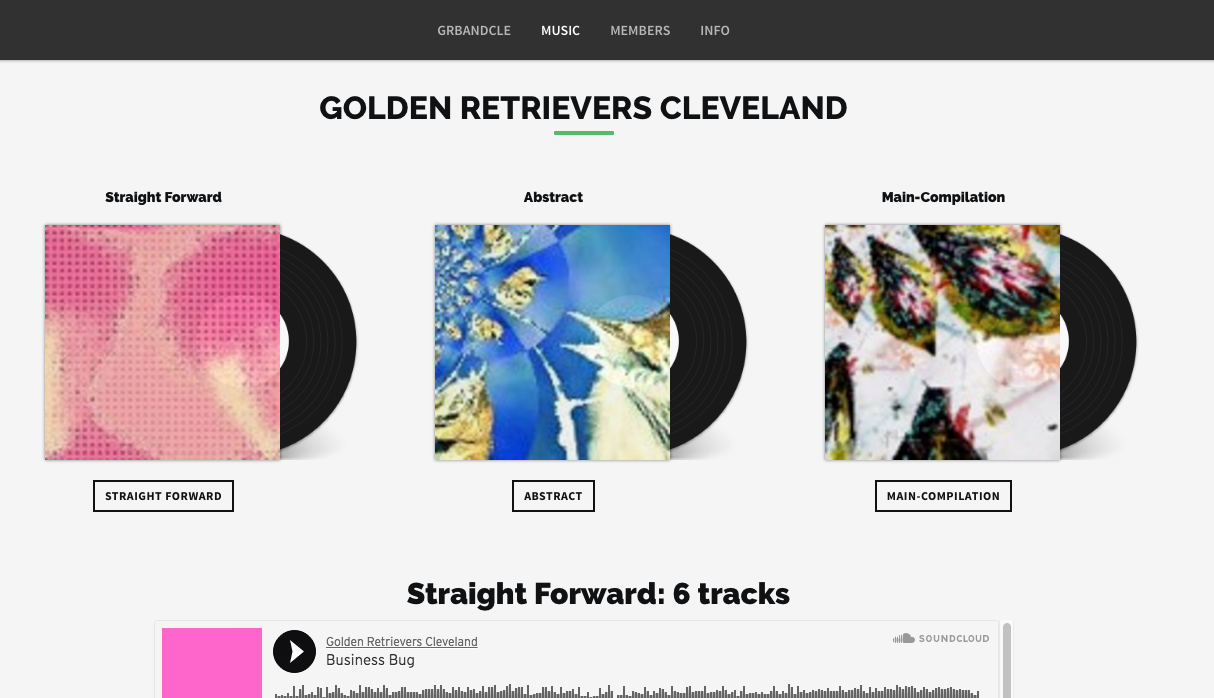 GRBANDCLE MUSIC MEMBERS INFO
GOLDEN RETRIEVERS CLEVELAND
Straight Forward Abstract Main-Compilation
STRAIGHT FORWARD ABSTRACT MAIN-COMPILATION
Straight Forward: 6 tracks
Golden Retrievers Cleveland SOUNDCLOUD
Business Bug